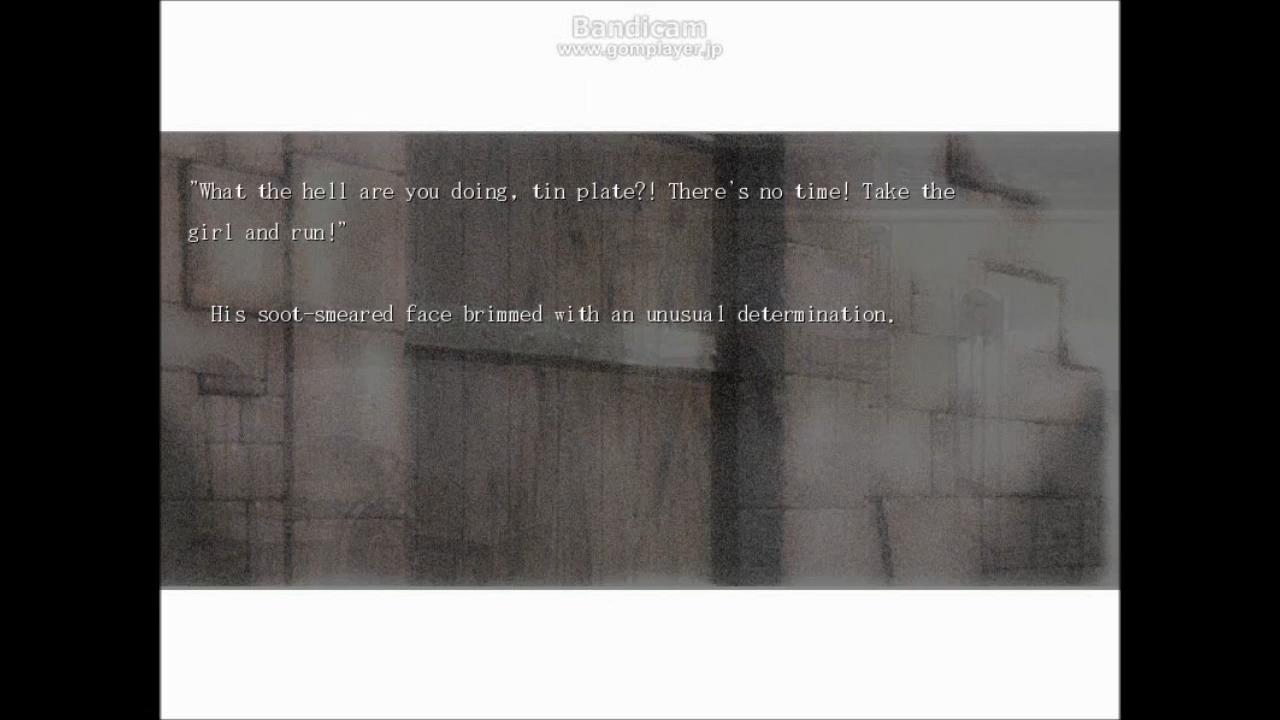 Bandicam
www.gomplayer.jp
"What the hell are you doing, tin plate?! There's no time! Take the
girl and run!"
His soot-smeared face brimmed with an unusual determination.